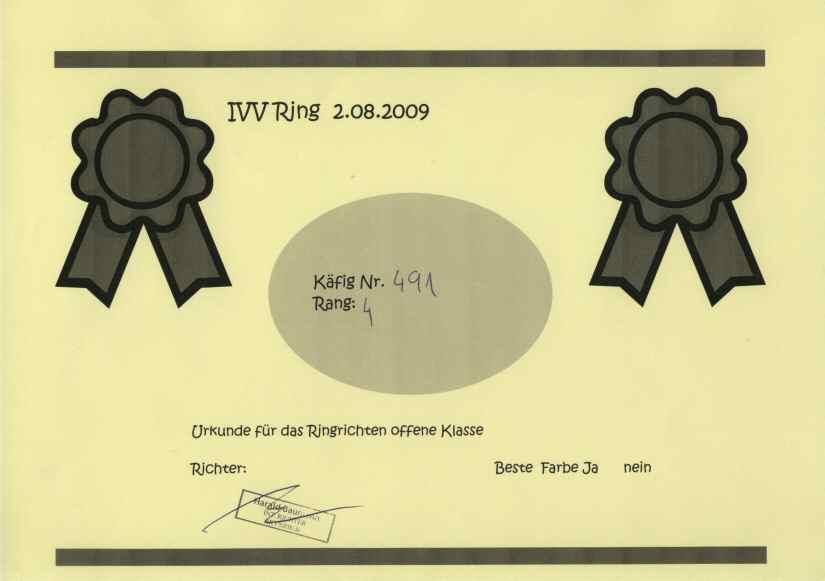 IVV Ring 2.08.2009
Käfig Nr. 491
Rang: 4
Urkunde für das Ringrichten offene Klasse
Richter:
Beste Farbe Ja nein
Harald